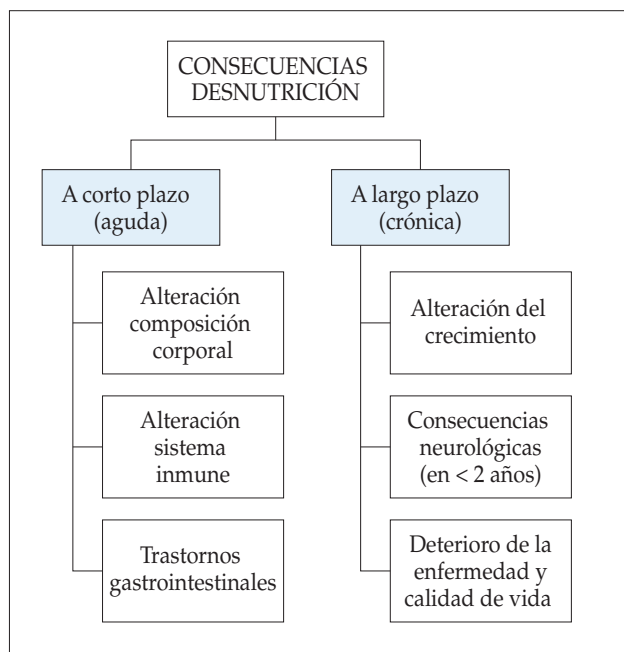 CONSECUENCIAS
DESNUTRICIÓN
A corto plazo
(aguda)
Alteración
composición
corporal
Alteración
sistema
inmune
Trastornos
gastrointestinales
A largo plazo
(crónica)
Alteración del
crecimiento
Consecuencias
neurológicas
(en < 2 años)
Deterioro de la
enfermedad y
calidad de vida